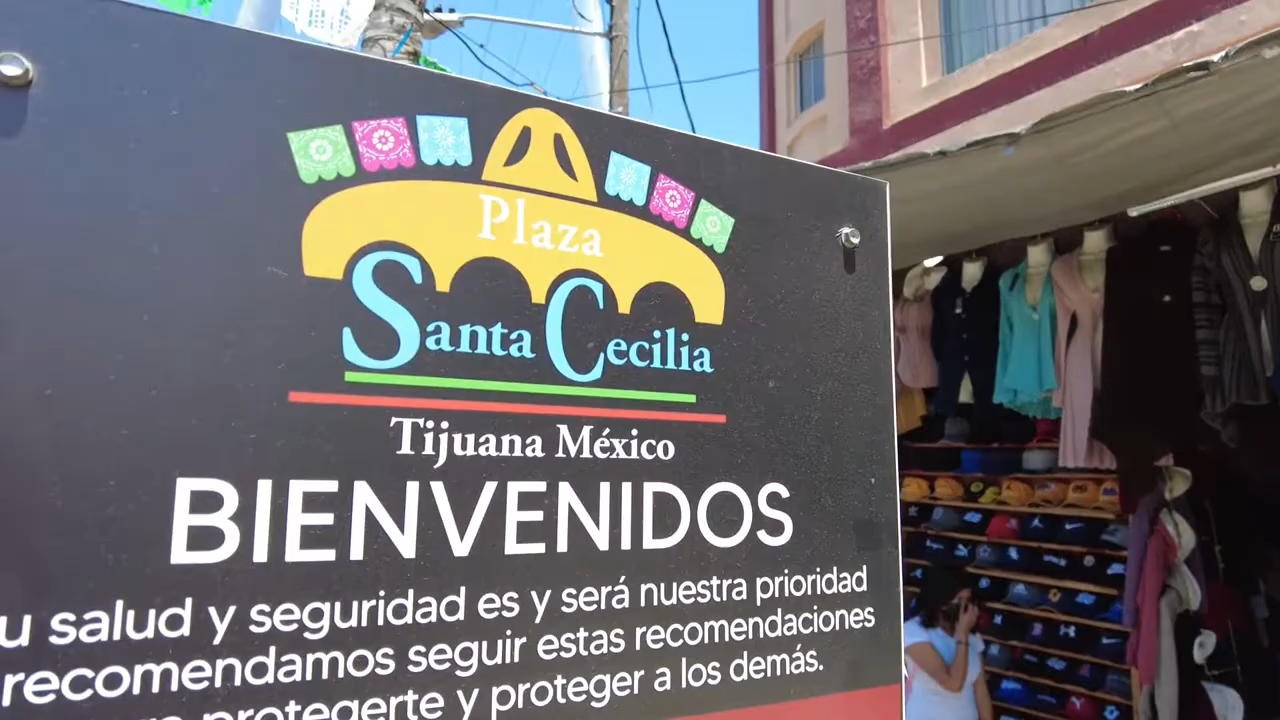 Plaza
Santa Cecilia
Tijuana México
BIENVENIDOS
u salud y seguridad es y será nuestra prioridad
recomendamos seguir estas recomendaciones
protegerte y proteger a los demás.